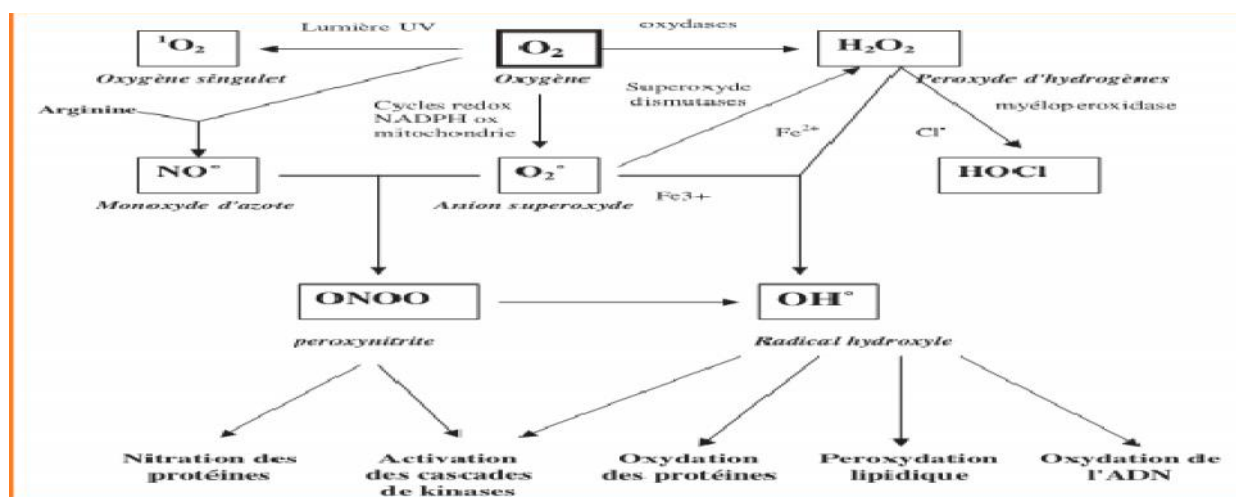 Lumière UV
oxydases
¹O₂
O₂
H₂O₂
Oxygène singulet
Oxygène
Peroxyde d'hydrogènes
Arginine
Cycles redox
NADPH ox
mitochondrie
Superoxyde
dismutases
myéloperoxidase
Fe²⁺
Cl⁻
NO°
O₂°
HOCl
Monoxyde d'azote
Anion superoxyde
Fe3+
ONOO
OH°
peroxynitrite
Radical hydroxyle
Nitration des
protéines
Activation
des cascades
de kinases
Oxydation
des protéines
Peroxydation
lipidique
Oxydation de
l'ADN